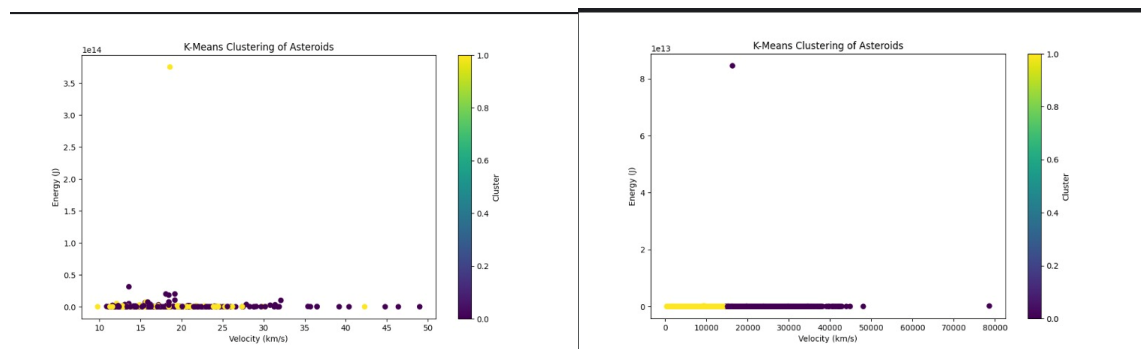 K-Means Clustering of Asteroids
1e14
3.5
3.0
2.5
2.0
1.5
1.0
0.5
0.0
Energy (J)
10 15 20 25 30 35 40 45 50
Velocity (km/s)
1.0
0.8
0.6
0.4
0.2
0.0
Cluster
K-Means Clustering of Asteroids
1e13
8
6
4
2
0
Energy (J)
0 10000 20000 30000 40000 50000 60000 70000 80000
Velocity (km/s)
1.0
0.8
0.6
0.4
0.2
0.0
Cluster